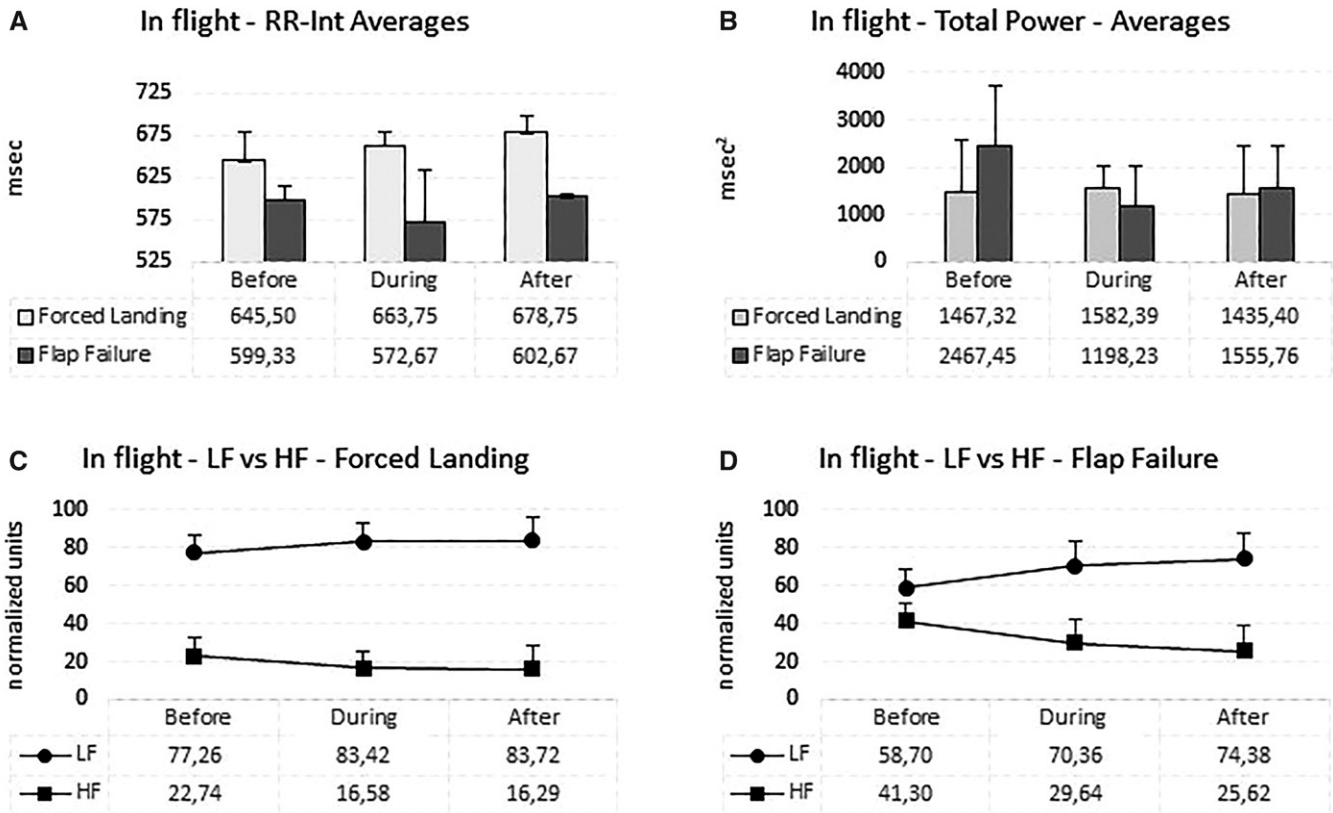 A In flight - RR-Int Averages
msec
725
675
625
575
525
Before During After
Forced Landing 645,50 663,75 678,75
Flap Failure 599,33 572,67 602,67
B In flight - Total Power - Averages
msec²
4000
3000
2000
1000
0
Before During After
Forced Landing 1467,32 1582,39 1435,40
Flap Failure 2467,45 1198,23 1555,76
C In flight - LF vs HF - Forced Landing
normalized units
100
80
60
40
20
0
Before During After
LF 77,26 83,42 83,72
HF 22,74 16,58 16,29
D In flight - LF vs HF - Flap Failure
normalized units
100
80
60
40
20
0
Before During After
LF 58,70 70,36 74,38
HF 41,30 29,64 25,62